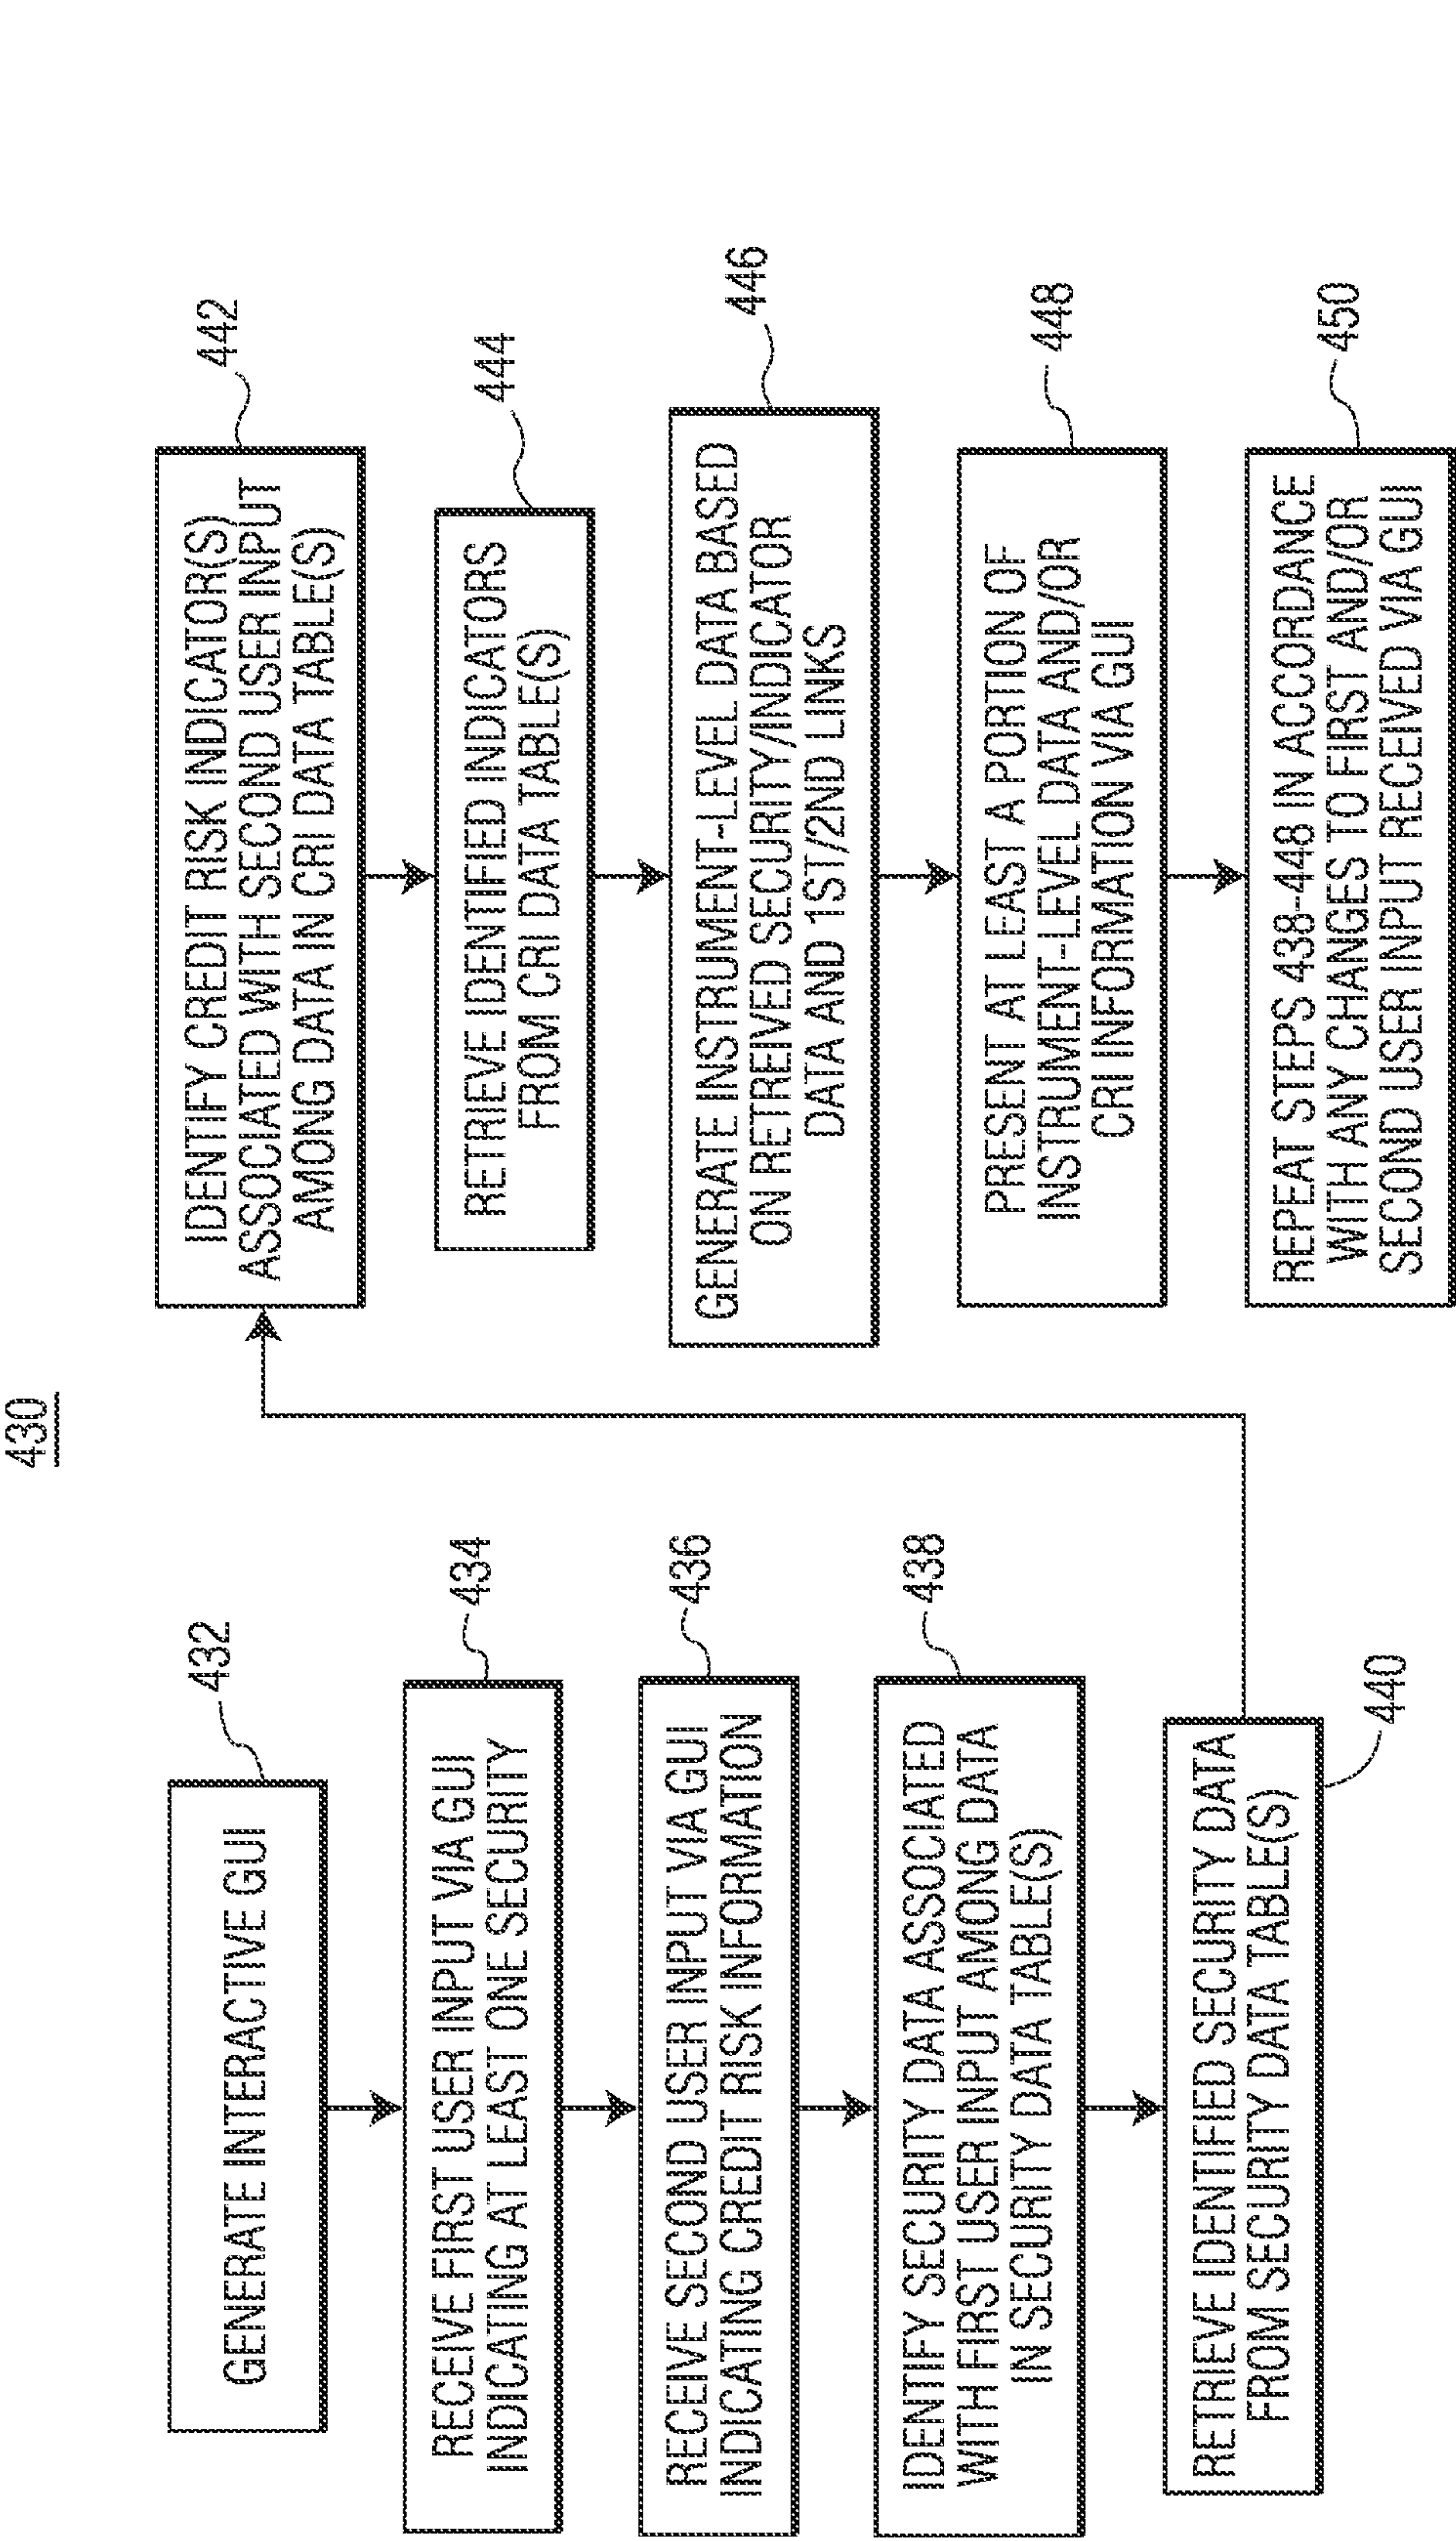 430
GENERATE INTERACTIVE GUI
432
RECEIVE FIRST USER INPUT VIA GUI
INDICATING AT LEAST ONE SECURITY
434
RECEIVE SECOND USER INPUT VIA GUI
INDICATING CREDIT RISK INFORMATION
436
IDENTIFY SECURITY DATA ASSOCIATED
WITH FIRST USER INPUT AMONG DATA
IN SECURITY DATA TABLE(S)
438
RETRIEVE IDENTIFIED SECURITY DATA
FROM SECURITY DATA TABLE(S)
440
IDENTIFY CREDIT RISK INDICATOR(S)
ASSOCIATED WITH SECOND USER INPUT
AMONG DATA IN CRI DATA TABLE(S)
442
RETRIEVE IDENTIFIED INDICATORS
FROM CRI DATA TABLE(S)
444
GENERATE INSTRUMENT-LEVEL DATA BASED
ON RETREIVED SECURITY/INDICATOR
DATA AND 1ST/2ND LINKS
446
PRESENT AT LEAST A PORTION OF
INSTRUMENT-LEVEL DATA AND/OR
CRI INFORMATION VIA GUI
448
REPEAT STEPS 438-448 IN ACCORDANCE
WITH ANY CHANGES TO FIRST AND/OR
SECOND USER INPUT RECEIVED VIA GUI
450